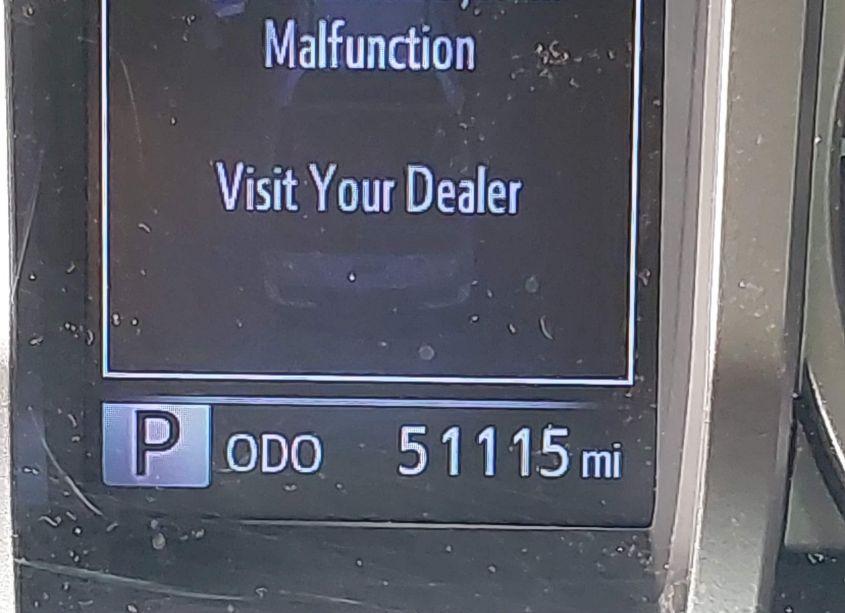 Malfunction
Visit Your Dealer
P ODO 51115 mi